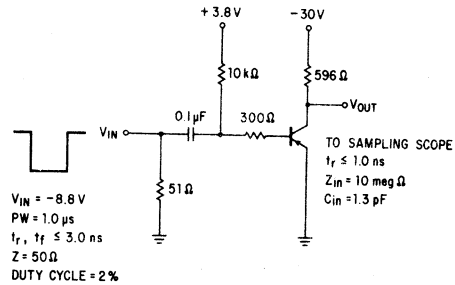 +3.8V
-30V
10kΩ
596Ω
VOUT
0.1μF
300Ω
VIN
51Ω
TO SAMPLING SCOPE
tr ≤ 1.0 ns
Zin = 10 meg Ω
Cin = 1.3 pF
VIN = -8.8V
PW = 1.0 μs
tr, tf ≤ 3.0 ns
Z = 50Ω
DUTY CYCLE = 2%